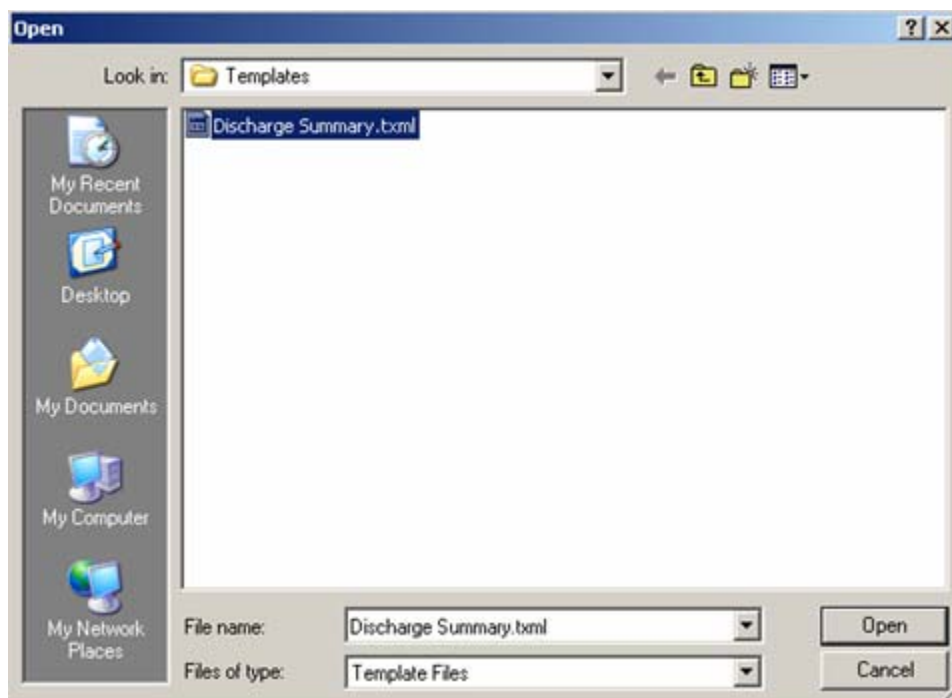 Open
Look in:
Templates
Discharge Summary.txml
My Recent
Documents
Desktop
My Documents
My Computer
My Network
Places
File name:
Discharge Summary.txml
Open
Files of type:
Template Files
Cancel